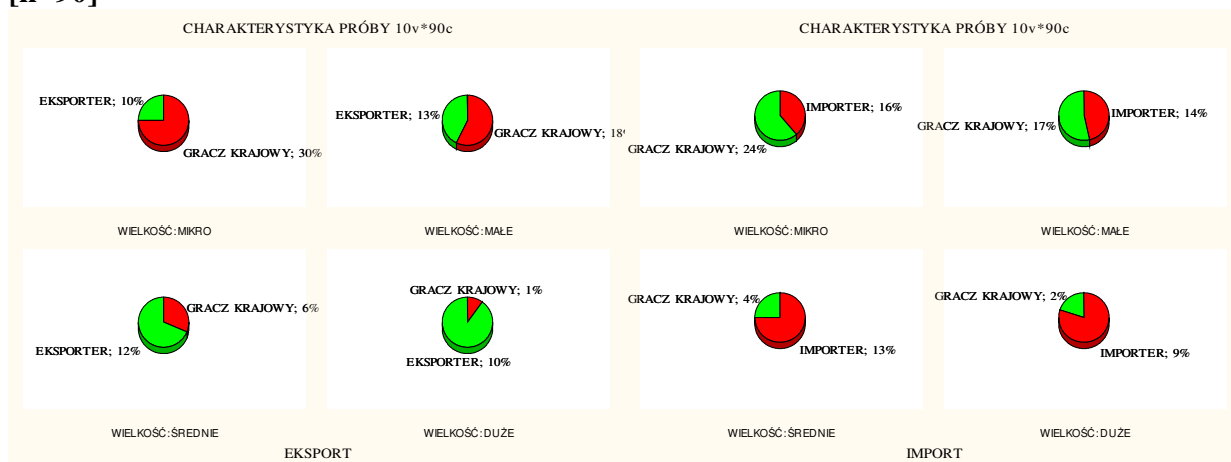 CHARAKTERYSTYKA PRÓBY 10v*90c
EKSPORTER; 10%
GRACZ KRAJOWY; 30%
WIELKOŚĆ:MIKRO
EKSPORTER; 13%
GRACZ KRAJOWY; 18
WIELKOŚĆ:MAŁE
GRACZ KRAJOWY; 6%
EKSPORTER; 12%
WIELKOŚĆ:ŚREDNIE
GRACZ KRAJOWY; 1%
EKSPORTER; 10%
WIELKOŚĆ:DUŻE
EKSPORT
CHARAKTERYSTYKA PRÓBY 10v*90c
IMPORTER; 16%
GRACZ KRAJOWY; 24%
WIELKOŚĆ:MIKRO
IMPORTER; 14%
GRACZ KRAJOWY; 17%
WIELKOŚĆ:MAŁE
GRACZ KRAJOWY; 4%
IMPORTER; 13%
WIELKOŚĆ:ŚREDNIE
GRACZ KRAJOWY; 2%
IMPORTER; 9%
WIELKOŚĆ:DUŻE
IMPORT